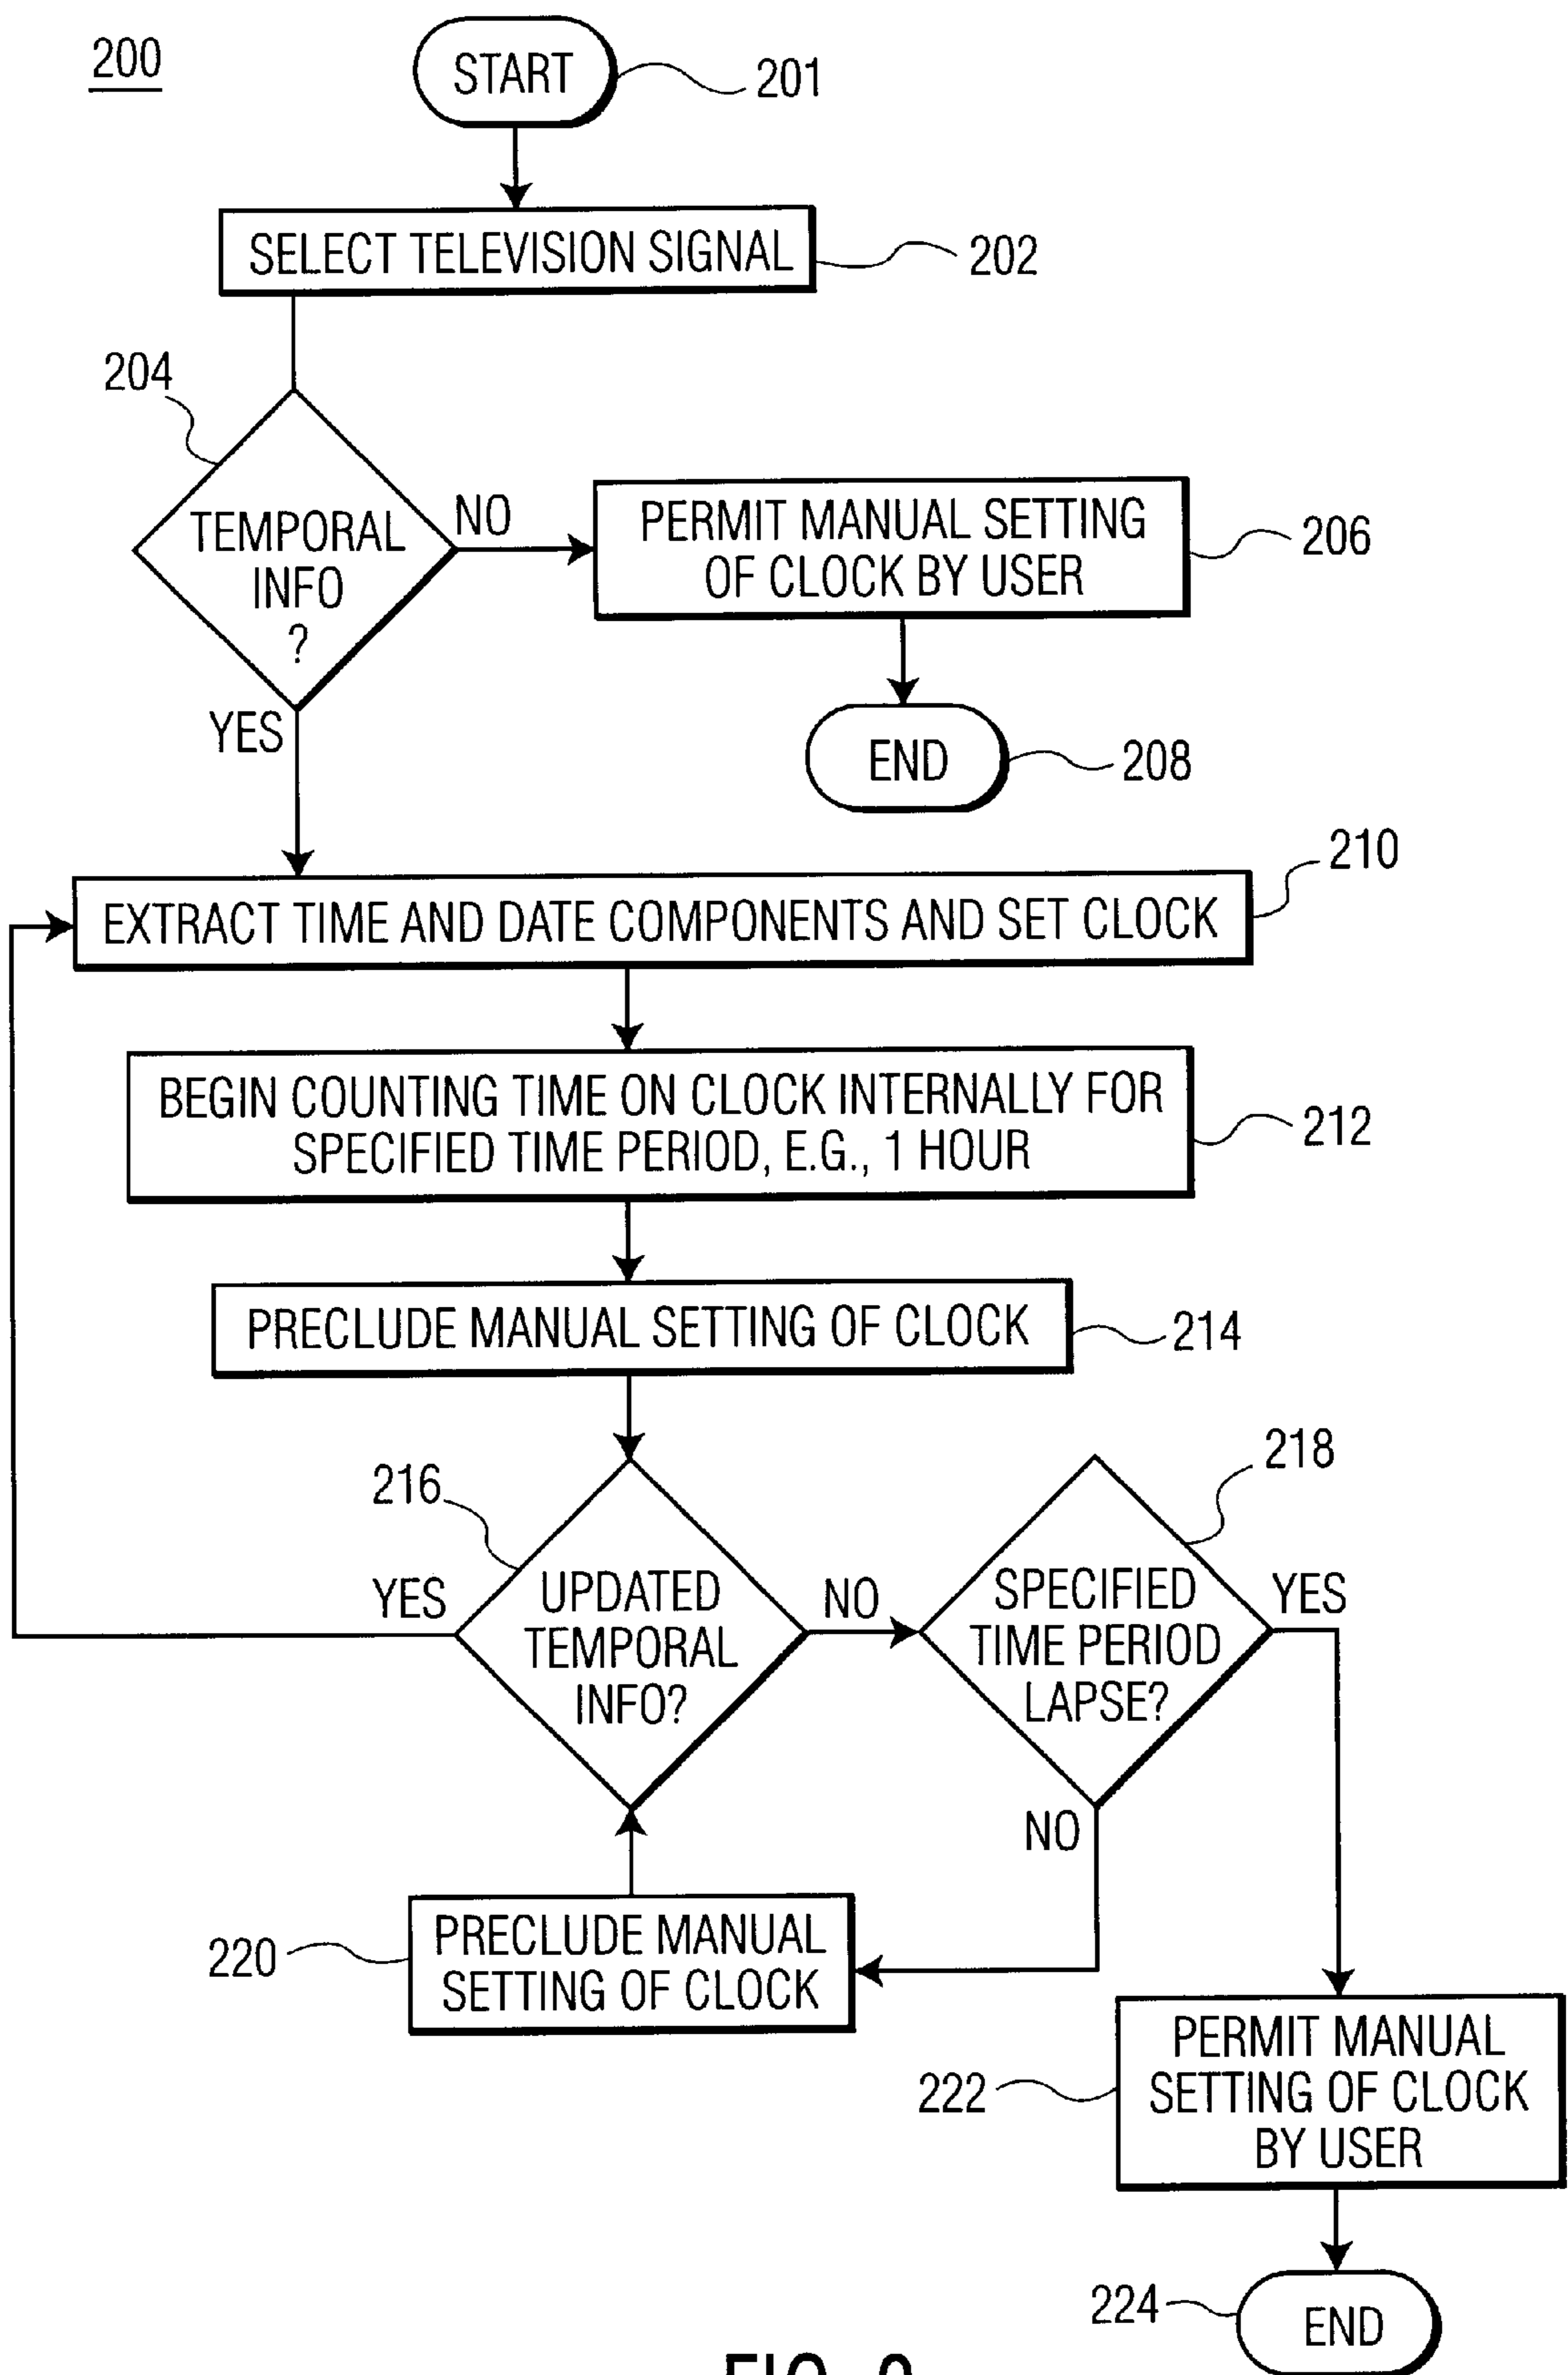 200
START
201
SELECT TELEVISION SIGNAL
202
204
TEMPORAL
INFO
?
NO
PERMIT MANUAL SETTING
OF CLOCK BY USER
206
YES
END
208
210
EXTRACT TIME AND DATE COMPONENTS AND SET CLOCK
BEGIN COUNTING TIME ON CLOCK INTERNALLY FOR
SPECIFIED TIME PERIOD, E.G., 1 HOUR
212
PRECLUDE MANUAL SETTING OF CLOCK
214
216
218
YES
UPDATED
TEMPORAL
INFO?
NO
SPECIFIED
TIME PERIOD
LAPSE?
YES
NO
220
PRECLUDE MANUAL
SETTING OF CLOCK
PERMIT MANUAL
SETTING OF CLOCK
BY USER
222
224
END